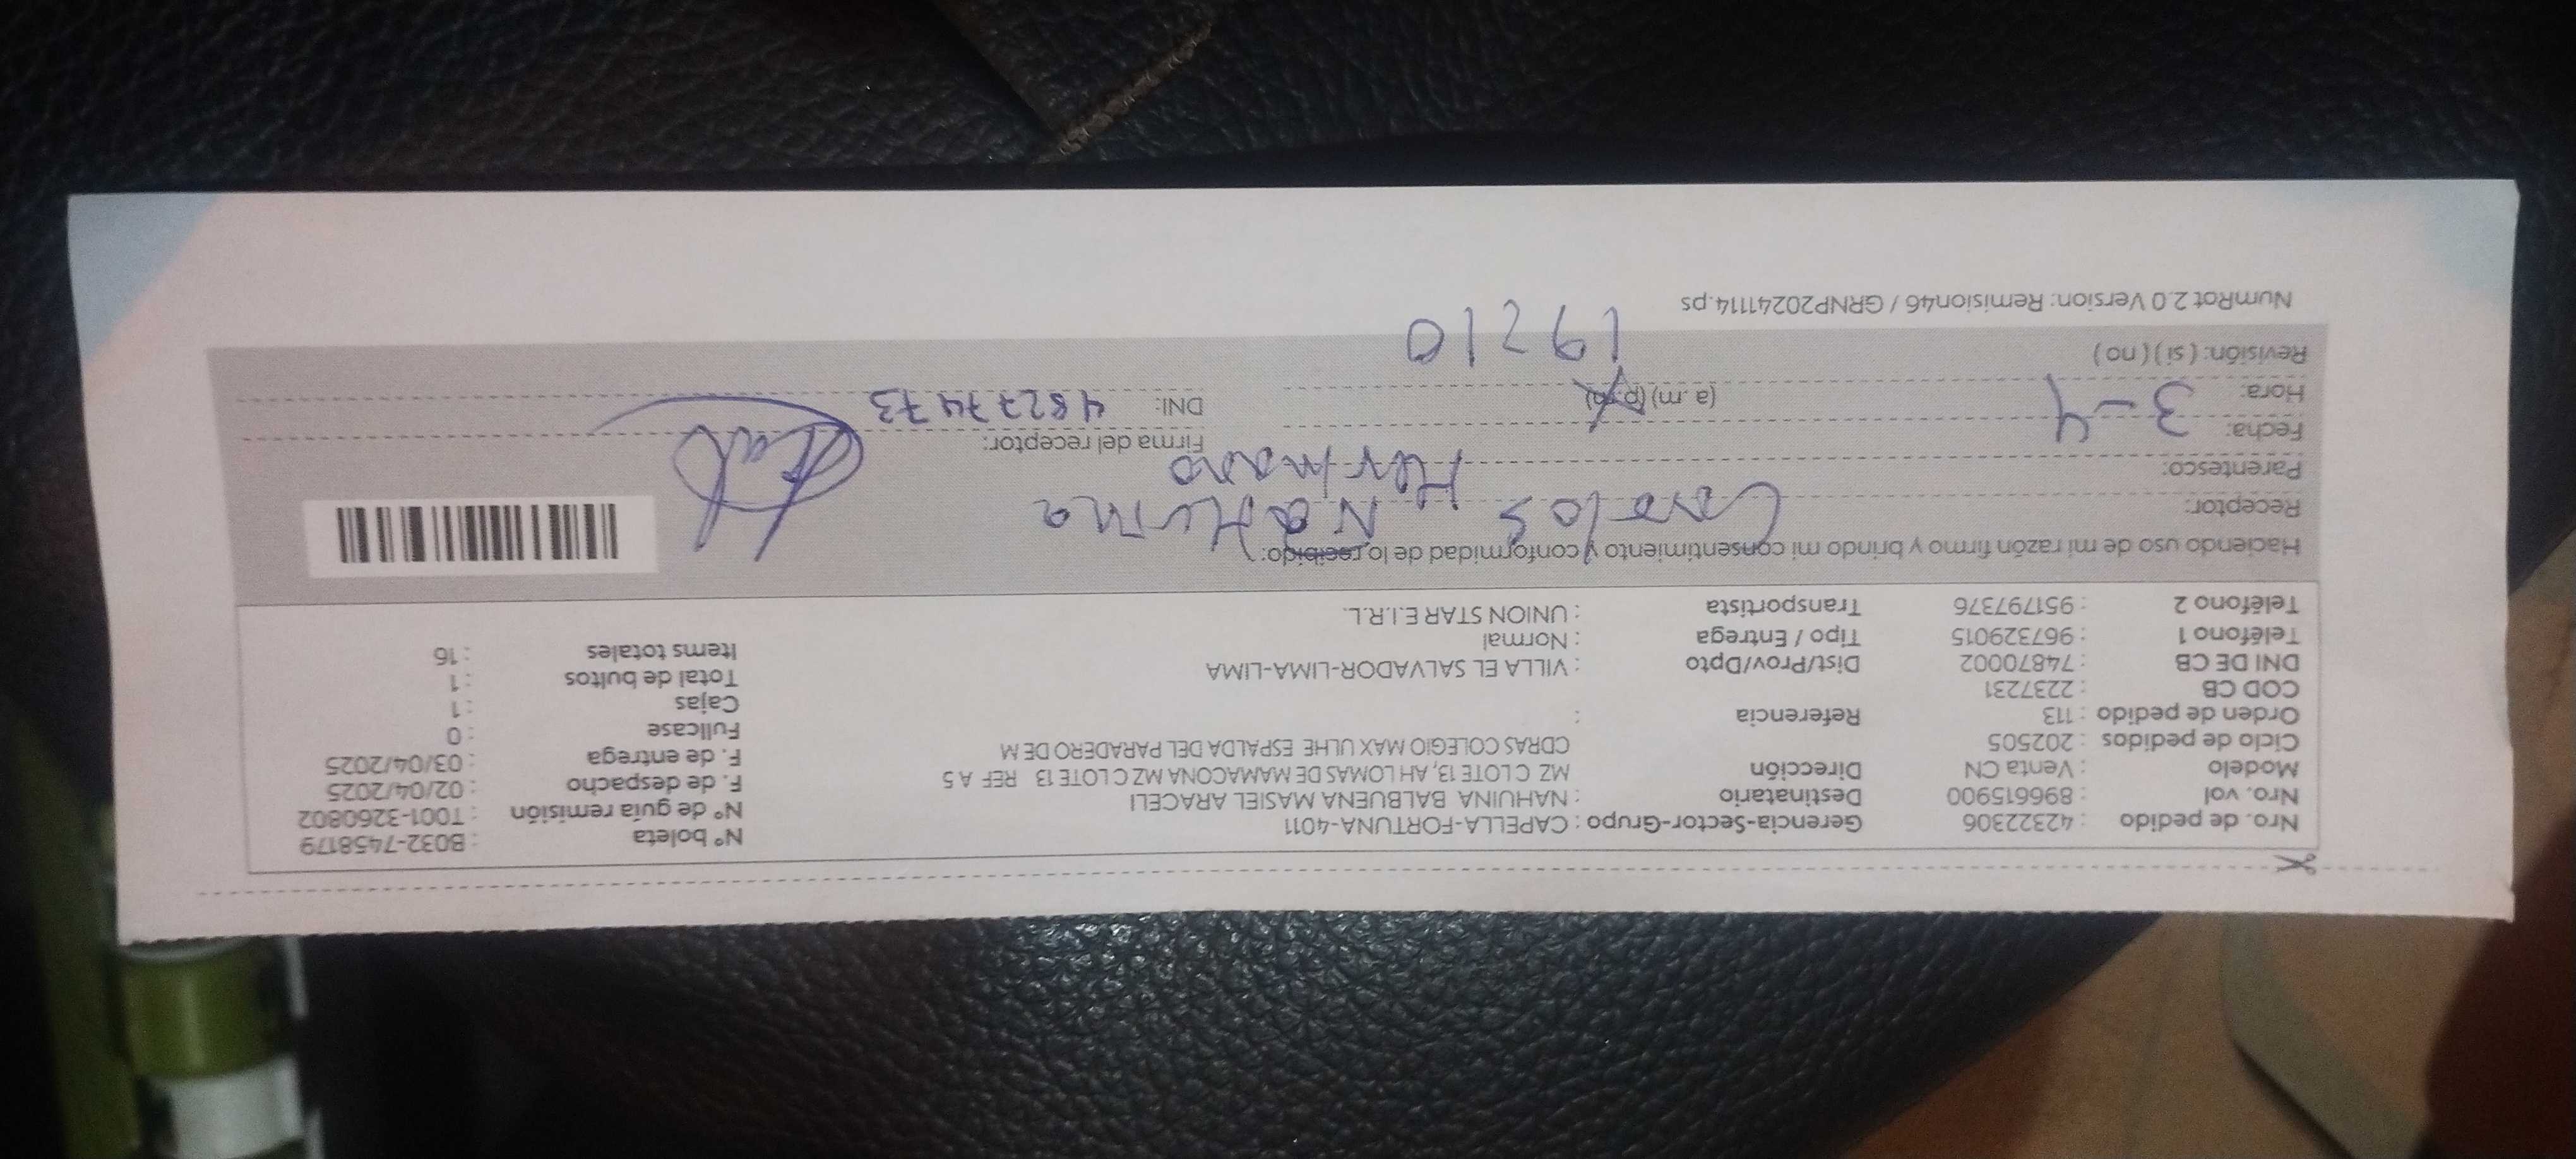 Nro. de pedido : 42322306 Gerencia-Sector-Grupo : CAPELLA-FORTUNA-4011 Nº boleta : B032-7458179
Nro. vol : 896615900 Destinatario : NAHUINA BALBUENA MASIEL ARACELI Nº de guía remisión : T001-3260802
Modelo : Venta CN Dirección MZ C LOTE 13, AH LOMAS DE MAMACONA MZ C LOTE 13 REF A 5 F. de despacho : 02/04/2025
Ciclo de pedidos : 202505 CDRAS COLEGIO MAX ULHE ESPALDA DEL PARADERO DE M F. de entrega : 03/04/2025
Orden de pedido : 113 Referencia : Fullcase : 0
COD CB : 2237231 Cajas : 1
DNI DE CB : 74870002 Dist/Prov/Dpto : VILLA EL SALVADOR-LIMA-LIMA Total de bultos : 1
Teléfono 1 : 967329015 Tipo / Entrega : Normal Items totales : 16
Teléfono 2 : 951797376 Transportista : UNION STAR E.I.R.L.
Haciendo uso de mi razón firmo y brindo mi consentimiento y conformidad de lo recibido:
Receptor: Carlos NaHuina
Parentesco: Hermano
Fecha: 3-4 Firma del receptor:
Hora: (a.m) (p.m) DNI: 48277473
Revisión: ( si ) ( no ) 19210
NumRot 2.0 Version: Remision46 / GRNP20241114.ps